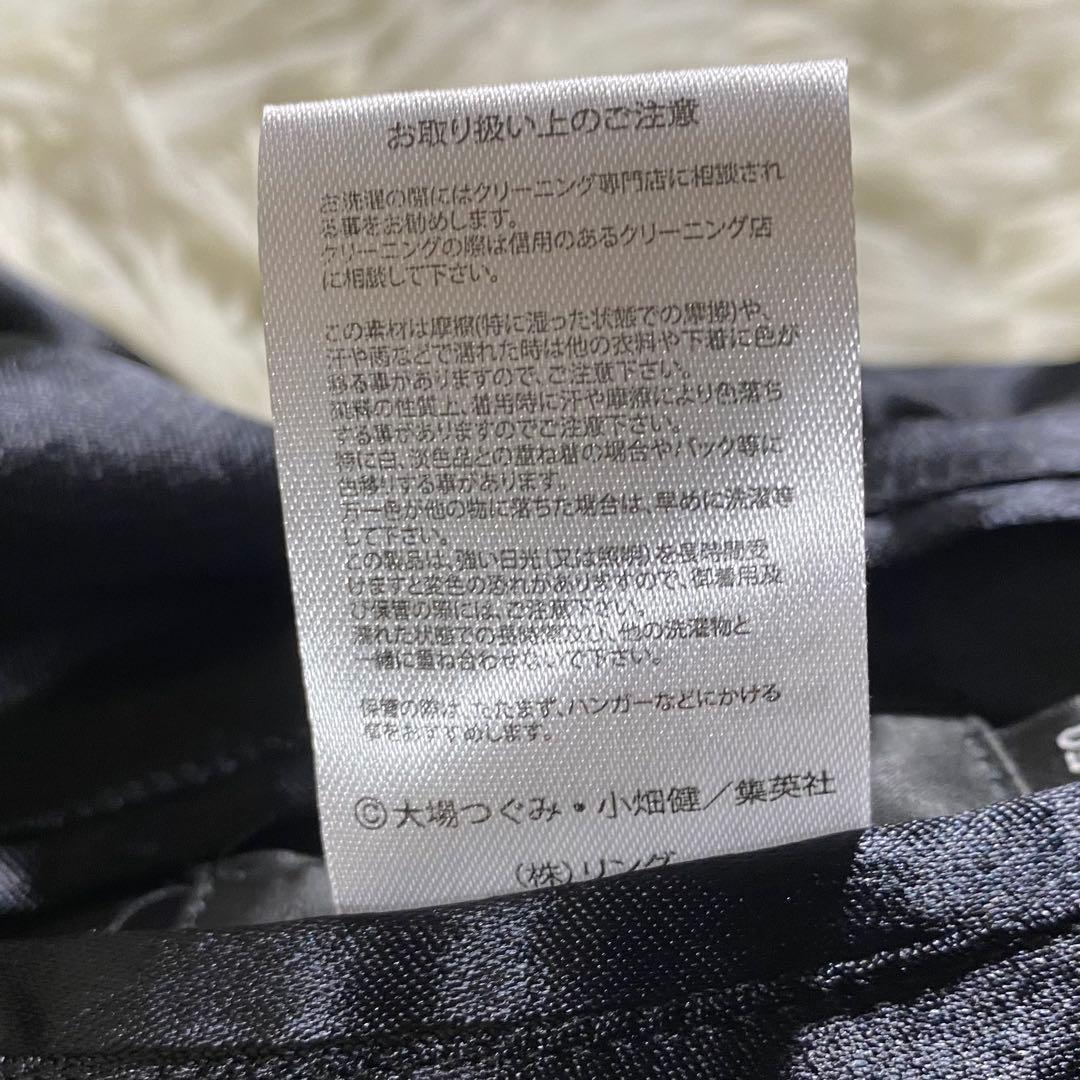 お取り扱い上のご注意
お洗濯の際にはクリーニング専門店に相談され
る事をお勧めします。
クリーニングの際は信用のあるクリーニング店
に相談して下さい。
この素材は摩擦(特に湿った状態での摩擦)や、
汗や雨などで濡れた時は他の衣料や下着に色が
移る事がありますので、ご注意下さい。
染料の性質上、着用時に汗や摩擦により色落ち
する事がありますのでご注意下さい。
特に白、淡色品との重ね着の場合やバック等に
色移りする事があります。
万一色が他の物に落ちた場合は、早めに洗濯等
して下さい。
この製品は、強い日光(又は照明)を長時間受
けますと変色の恐れがありますので、御着用及
び保管の際には、ご注意下さい。
濡れた状態での長時間及び、他の洗濯物と
一緒に重ね合わせないで下さい。
保管の際は、たたまず、ハンガーなどにかける
事をおすすめします。
©大場つぐみ・小畑健／集英社
(株)リング